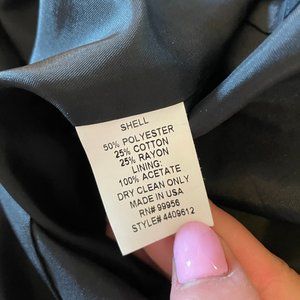 SHELL
50% POLYESTER
25% COTTON
25% RAYON
LINING:
100% ACETATE
DRY CLEAN ONLY
MADE IN USA
RN# 99956
STYLE# 4409612